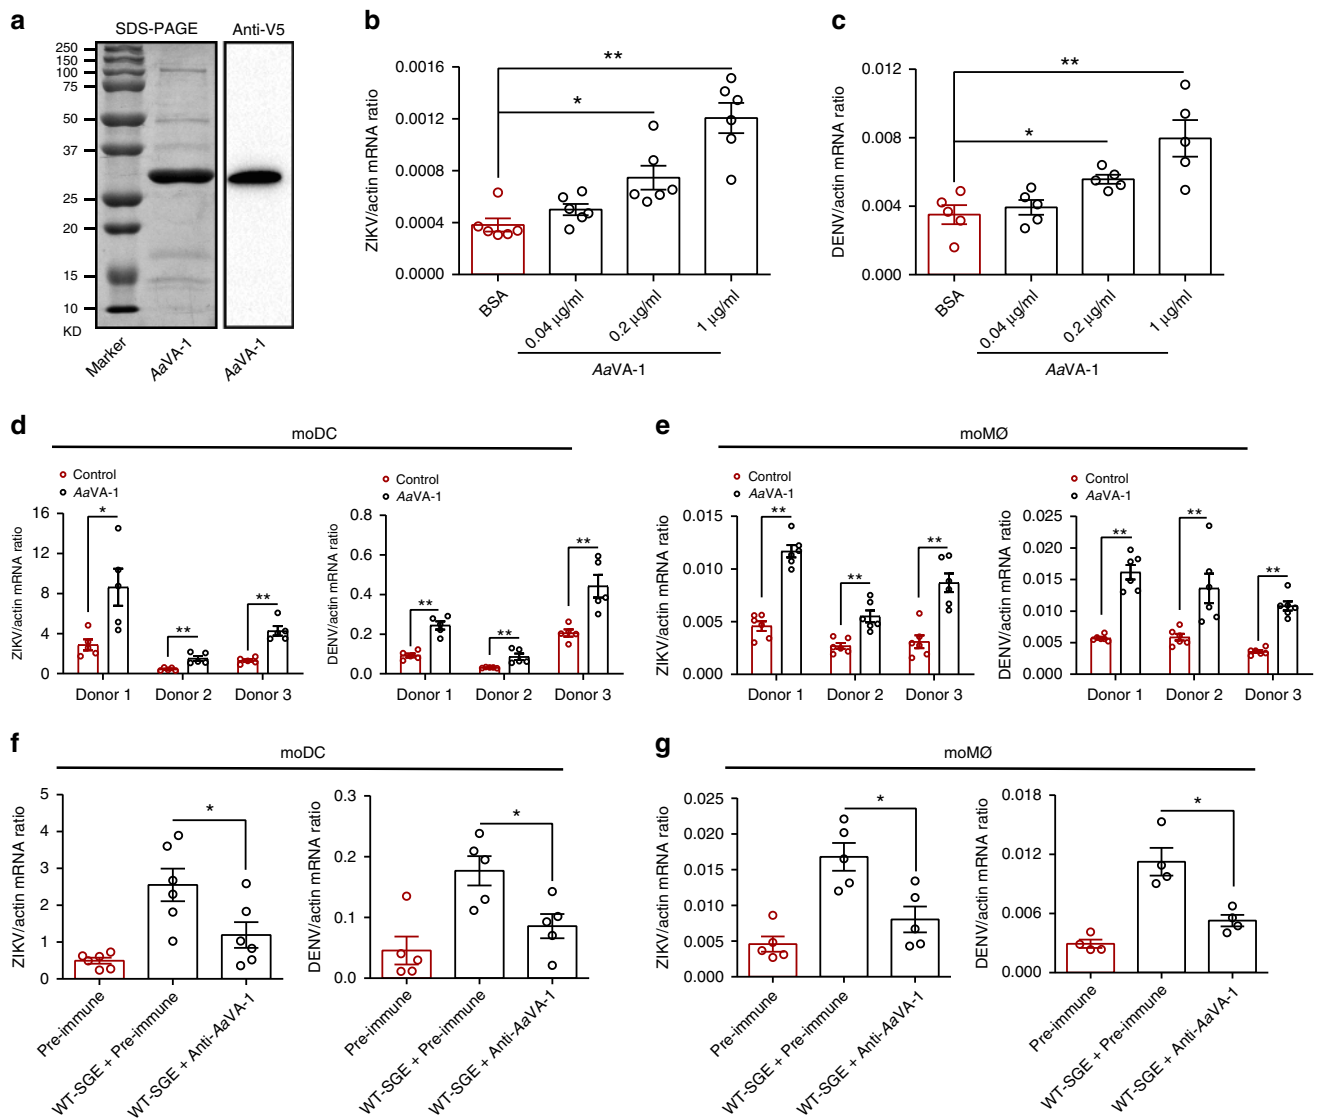 a
SDS-PAGE
Anti-V5
250
150
100
75
50
37
25
20
15
10
KD
Marker
AaVA-1
AaVA-1
b
ZIKV/actin mRNA ratio
0.0016
0.0012
0.0008
0.0004
0.0000
*
**
BSA
0.04 µg/ml
0.2 µg/ml
1 µg/ml
AaVA-1
c
DENV/actin mRNA ratio
0.012
0.008
0.004
0.000
*
**
BSA
0.04 µg/ml
0.2 µg/ml
1 µg/ml
AaVA-1
d
moDC
Control
AaVA-1
ZIKV/actin mRNA ratio
16
12
8
4
0
*
**
**
Donor 1
Donor 2
Donor 3
Control
AaVA-1
DENV/actin mRNA ratio
0.8
0.6
0.4
0.2
0.0
**
**
**
Donor 1
Donor 2
Donor 3
e
moMØ
Control
AaVA-1
ZIKV/actin mRNA ratio
0.015
0.010
0.005
0.000
**
**
**
Donor 1
Donor 2
Donor 3
Control
AaVA-1
DENV/actin mRNA ratio
0.025
0.020
0.015
0.010
0.005
0.000
**
**
**
Donor 1
Donor 2
Donor 3
f
moDC
ZIKV/actin mRNA ratio
5
4
3
2
1
0
*
Pre-immune
WT-SGE + Pre-immune
WT-SGE + Anti-AaVA-1
DENV/actin mRNA ratio
0.3
0.2
0.1
0.0
*
Pre-immune
WT-SGE + Pre-immune
WT-SGE + Anti-AaVA-1
g
moMØ
ZIKV/actin mRNA ratio
0.025
0.020
0.015
0.010
0.005
0.000
*
Pre-immune
WT-SGE + Pre-immune
WT-SGE + Anti-AaVA-1
DENV/actin mRNA ratio
0.018
0.012
0.006
0.000
*
Pre-immune
WT-SGE + Pre-immune
WT-SGE + Anti-AaVA-1